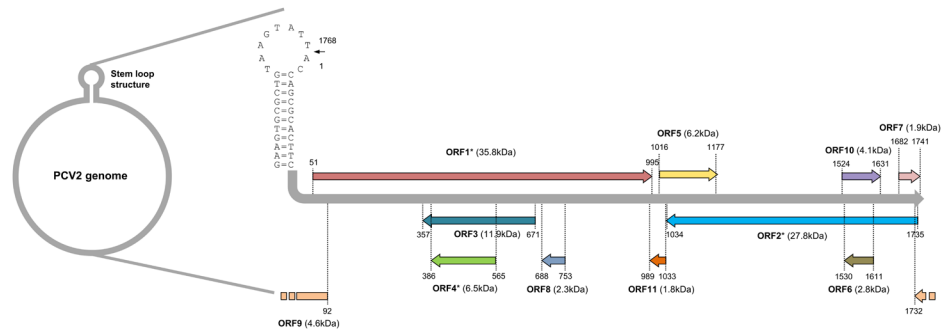 A T
G T
A T
A A
T C
1768
1
G=C
T=A
C=G
G=C
C=G
G=C
T=A
G=C
A=T
A=T
G=C
Stem loop
structure
PCV2 genome
ORF1* (35.8kDa)
51
995
ORF5 (6.2kDa)
1016
1177
ORF10 (4.1kDa)
1524
1631
ORF7 (1.9kDa)
1682
1741
357
ORF3 (11.9kDa)
671
1034
ORF2* (27.8kDa)
1735
386
565
ORF4* (6.5kDa)
688
753
ORF8 (2.3kDa)
989
1033
ORF11 (1.8kDa)
1530
1611
ORF6 (2.8kDa)
92
ORF9 (4.6kDa)
1732